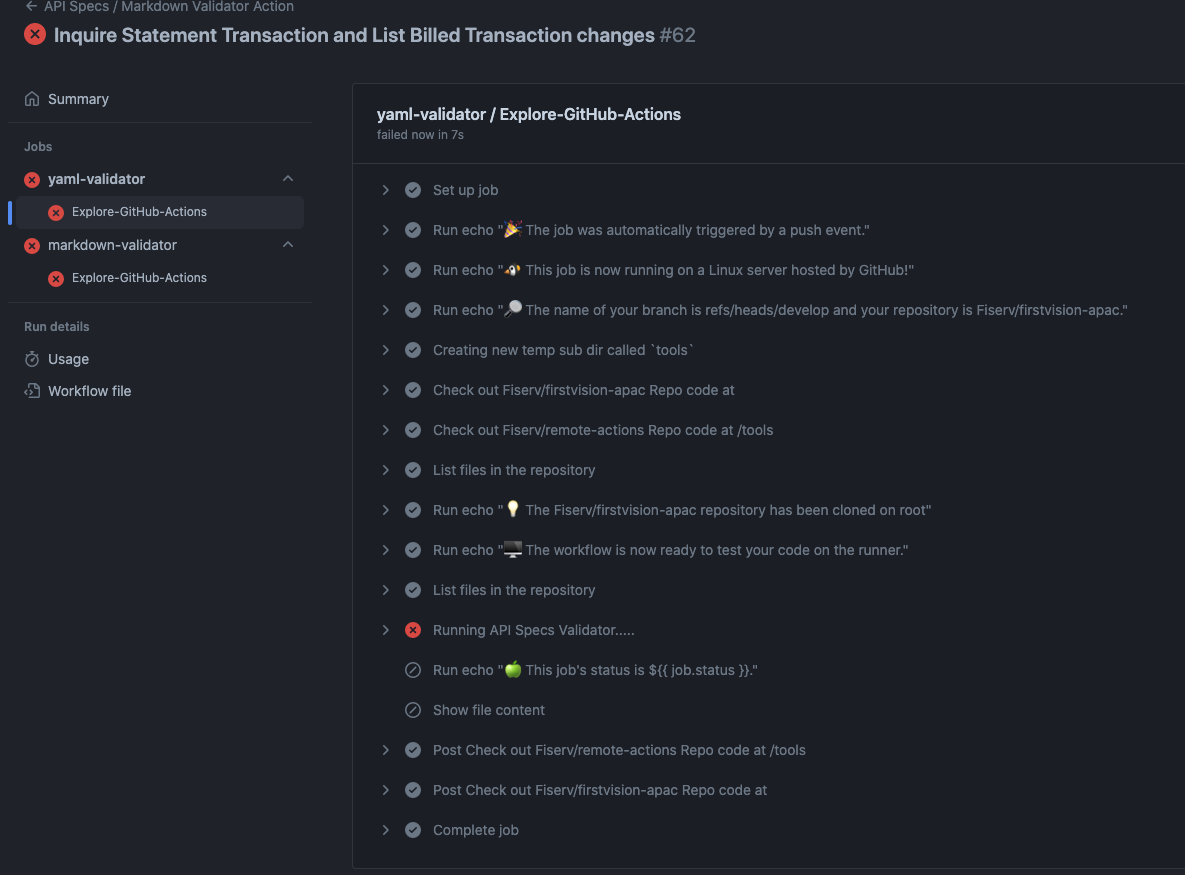 ← API Specs / Markdown Validator Action
Inquire Statement Transaction and List Billed Transaction changes #62
Summary
Jobs
yaml-validator
Explore-GitHub-Actions
markdown-validator
Explore-GitHub-Actions
Run details
Usage
Workflow file
yaml-validator / Explore-GitHub-Actions
failed now in 7s
Set up job
Run echo "🎉 The job was automatically triggered by a push event."
Run echo "🐧 This job is now running on a Linux server hosted by GitHub!"
Run echo "🔎 The name of your branch is refs/heads/develop and your repository is Fiserv/firstvision-apac."
Creating new temp sub dir called `tools`
Check out Fiserv/firstvision-apac Repo code at
Check out Fiserv/remote-actions Repo code at /tools
List files in the repository
Run echo "💡 The Fiserv/firstvision-apac repository has been cloned on root"
Run echo "🖥️ The workflow is now ready to test your code on the runner."
List files in the repository
Running API Specs Validator.....
Run echo "🍏 This job's status is ${{ job.status }}."
Show file content
Post Check out Fiserv/remote-actions Repo code at /tools
Post Check out Fiserv/firstvision-apac Repo code at
Complete job